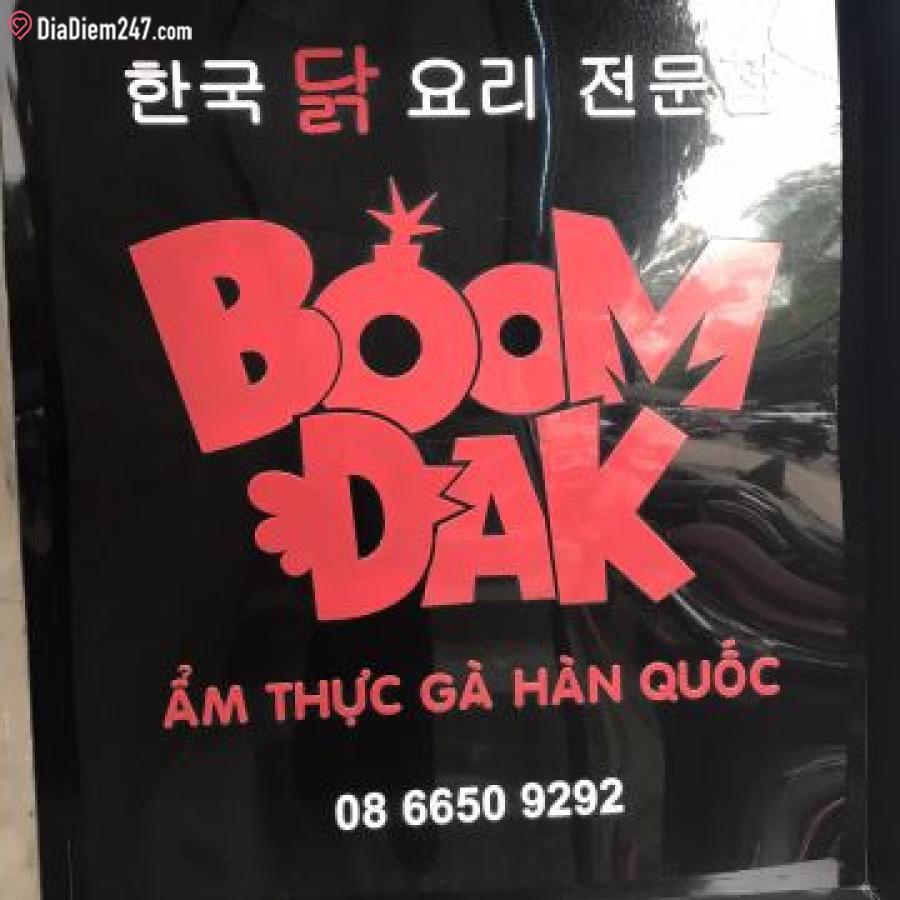 DiaDiem247.com
한국 닭 요리 전문
BOOM
DAK
ẨM THỰC GÀ HÀN QUỐC
08 6650 9292